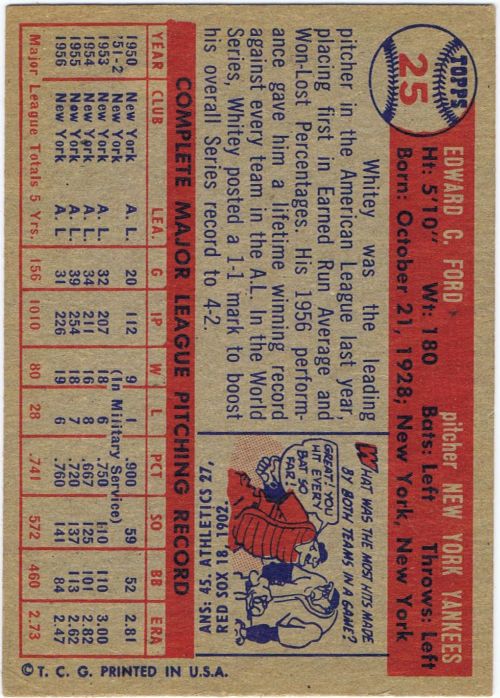 TOPPS
25
EDWARD C. FORD pitcher NEW YORK YANKEES
Ht: 5'10" Wt: 180 Bats: Left Throws: Left
Born: October 21, 1928; New York, New York
Whitey was the leading
pitcher in the American League last year,
placing first in Earned Run Average and
Won-Lost Percentages. His 1956 perform-
ance gave him a lifetime winning record
against every team in the A.L. In the World
Series, Whitey posted a 1-1 mark to boost
his overall Series record to 4-2.
WHAT WAS THE MOST HITS MADE
BY BOTH TEAMS IN A GAME?
GREAT! YOU
HIT EVERY
BAT SO
FAR!
ANS: 45, ATHLETICS 27,
RED SOX 18, 1902.
COMPLETE MAJOR LEAGUE PITCHING RECORD
YEAR CLUB LEA. G IP W L PCT SO BB ERA
1950 New York A. L. 20 112 9 1 .900 59 52 2.81
'51-2 (In Military Service)
1953 New York A. L. 32 207 18 6 .750 110 110 3.00
1954 New York A. L. 34 211 16 8 .667 125 101 2.82
1955 New York A. L. 39 254 18 7 .720 137 113 2.62
1956 New York A. L. 31 226 19 6 .760 141 84 2.47
Major League Totals 5 Yrs. 156 1010 80 28 .741 572 460 2.73
© T. C. G. PRINTED IN U.S.A.